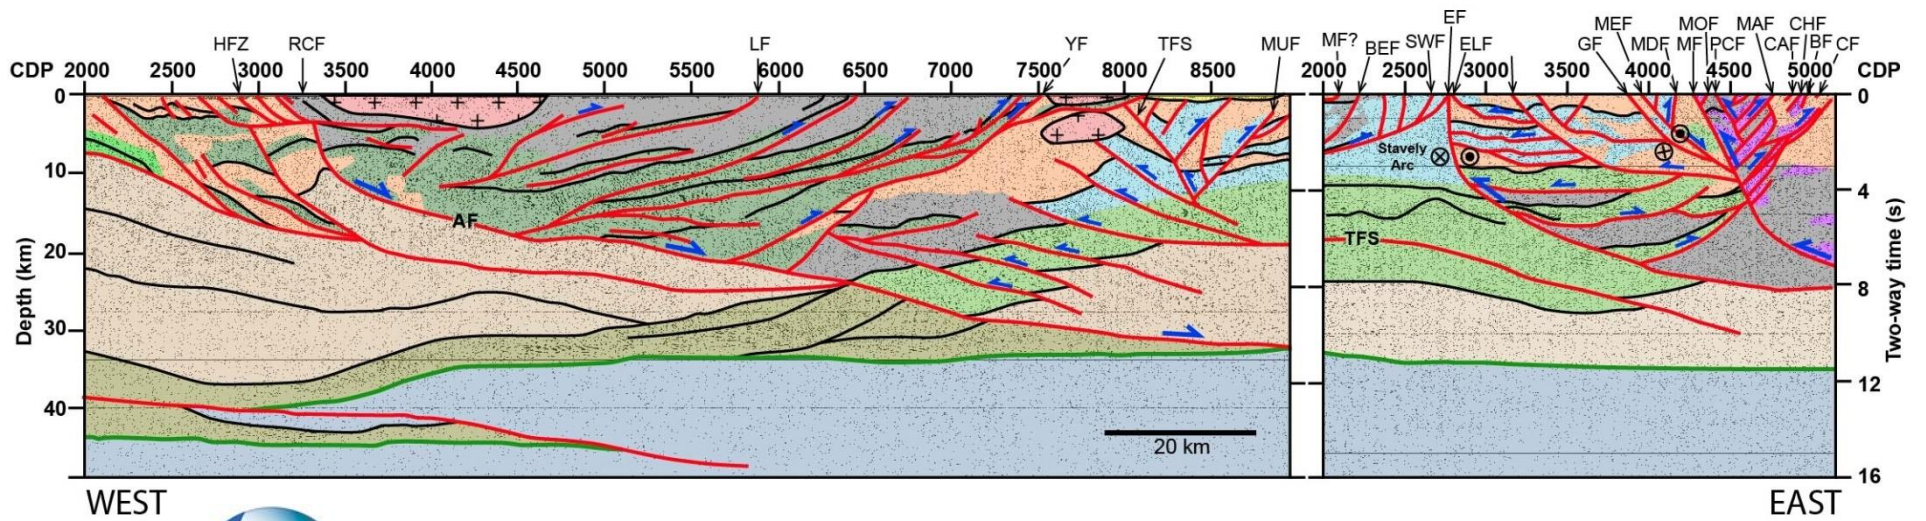 EF
MEF MOF MAF CHF
HFZ RCF LF YF TFS MUF MF? BEF SWF ELF GF MDF MF PCF CAF BF CF
CDP 2000 2500 3000 3500 4000 4500 5000 5500 6000 6500 7000 7500 8000 8500 2000 2500 3000 3500 4000 4500 5000 CDP
0 0
Stavely
Arc
10
4
AF
TFS
20
8
30
12
40
20 km
16
Depth (km)
Two-way time (s)
WEST EAST